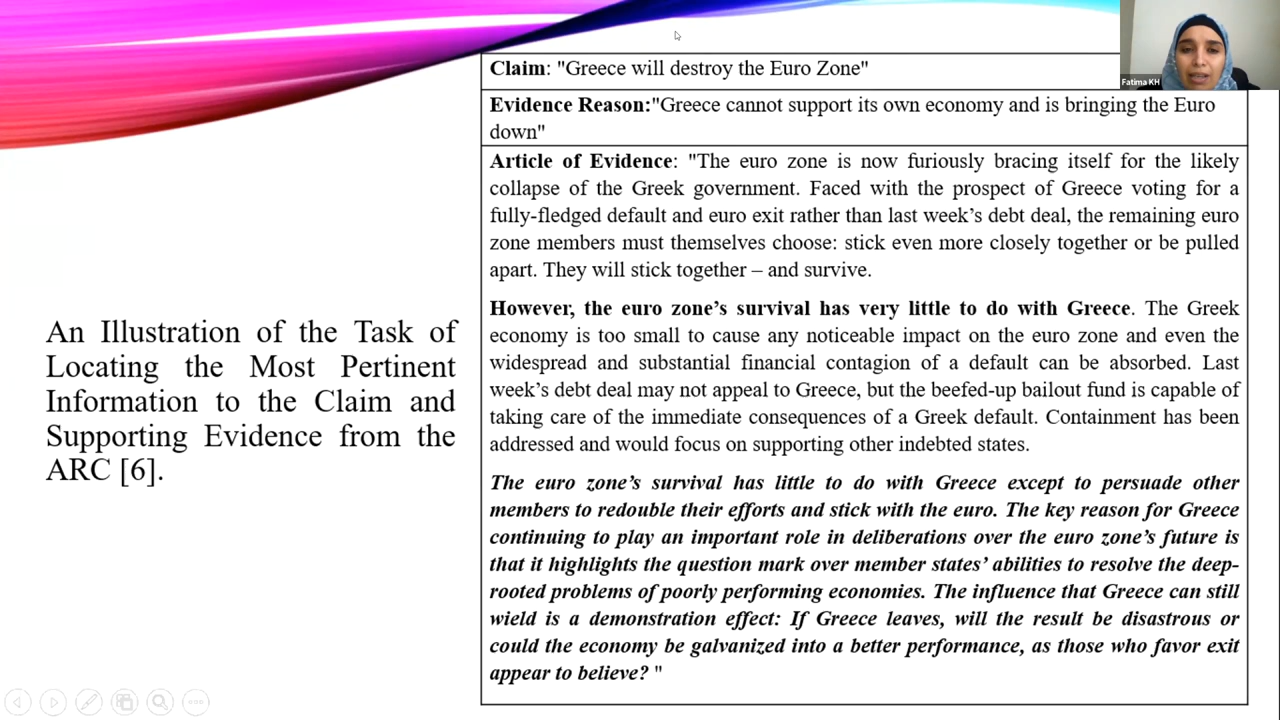 Fatima KH
Claim: "Greece will destroy the Euro Zone"
Evidence Reason:"Greece cannot support its own economy and is bringing the Euro
down"
Article of Evidence: "The euro zone is now furiously bracing itself for the likely
collapse of the Greek government. Faced with the prospect of Greece voting for a
fully-fledged default and euro exit rather than last week’s debt deal, the remaining euro
zone members must themselves choose: stick even more closely together or be pulled
apart. They will stick together – and survive.
However, the euro zone’s survival has very little to do with Greece. The Greek
economy is too small to cause any noticeable impact on the euro zone and even the
widespread and substantial financial contagion of a default can be absorbed. Last
week’s debt deal may not appeal to Greece, but the beefed-up bailout fund is capable of
taking care of the immediate consequences of a Greek default. Containment has been
addressed and would focus on supporting other indebted states.
The euro zone’s survival has little to do with Greece except to persuade other
members to redouble their efforts and stick with the euro. The key reason for Greece
continuing to play an important role in deliberations over the euro zone’s future is
that it highlights the question mark over member states’ abilities to resolve the deep-
rooted problems of poorly performing economies. The influence that Greece can still
wield is a demonstration effect: If Greece leaves, will the result be disastrous or
could the economy be galvanized into a better performance, as those who favor exit
appear to believe? "
An Illustration of the Task of
Locating the Most Pertinent
Information to the Claim and
Supporting Evidence from the
ARC [6].